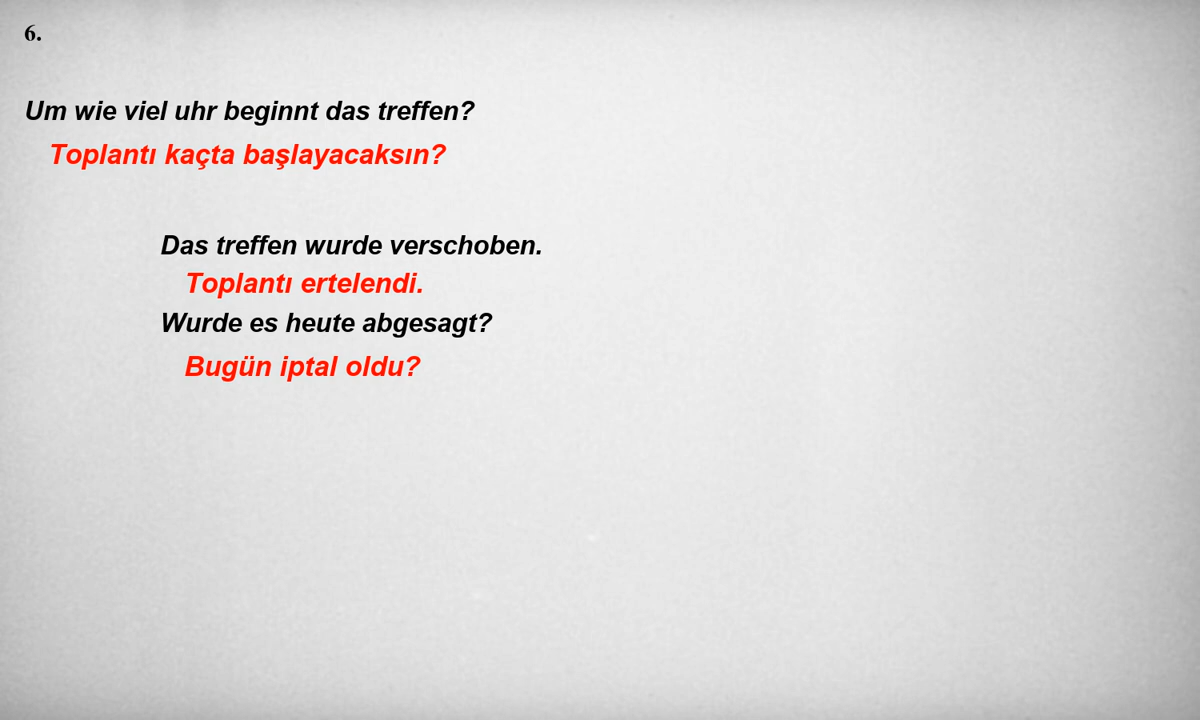 6.
Um wie viel uhr beginnt das treffen?
Toplantı kaçta başlayacaksın?
Das treffen wurde verschoben.
Toplantı ertelendi.
Wurde es heute abgesagt?
Bugün iptal oldu?